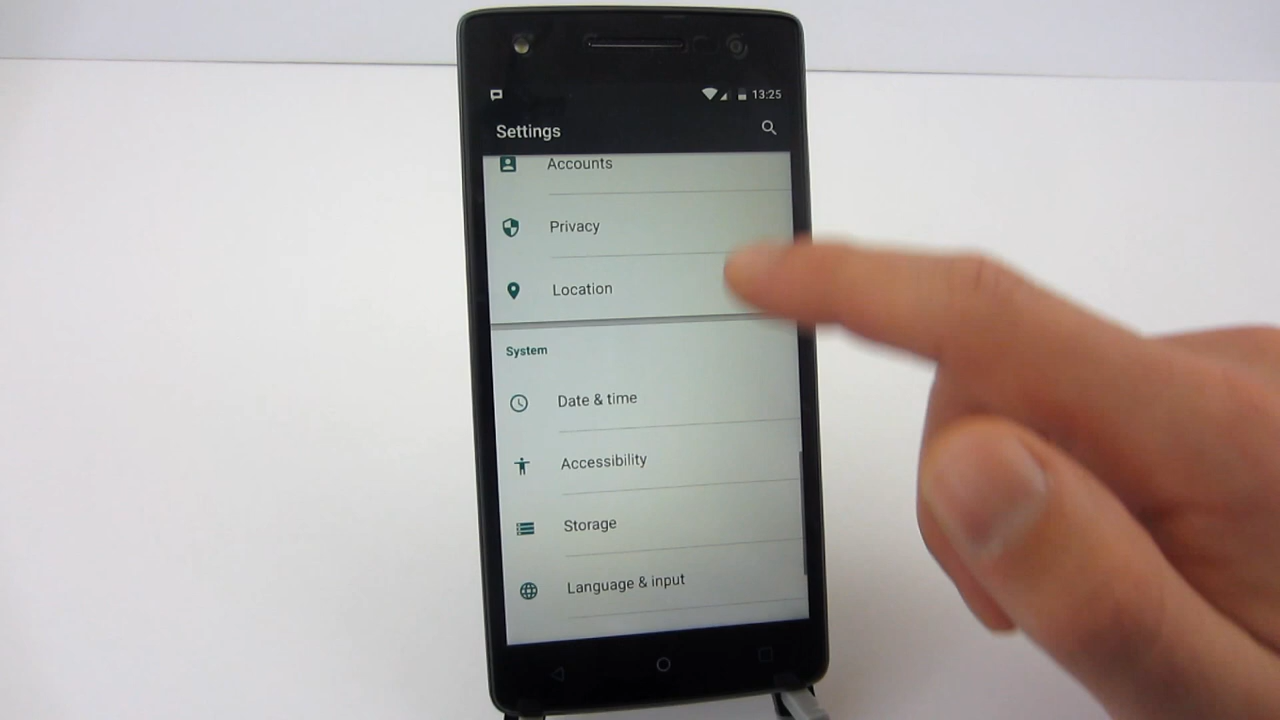 13:25
Settings
Accounts
Privacy
Location
System
Date & time
Accessibility
Storage
Language & input